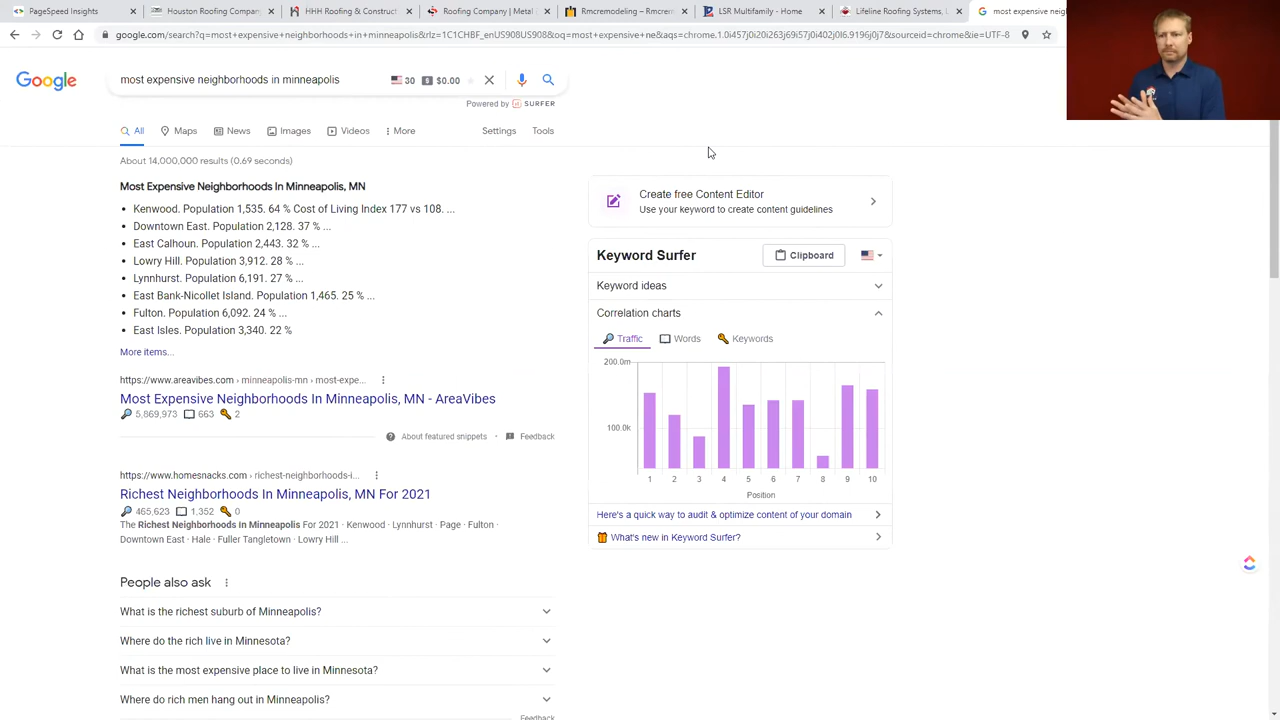 PageSpeed Insights
Houston Roofing Company
HHH Roofing & Construct
Roofing Company | Metal
Rmcremodeling – Rmcrem
LSR Multifamily - Home
Lifeline Roofing Systems, L
most expensive neigh
google.com/search?q=most+expensive+neighborhoods+in+minneapolis&rlz=1C1CHBF_enUS908US908&oq=most+expensive+ne&aqs=chrome.1.0i457j0i20i263j69i57j0i402j0l6.9196j0j7&sourceid=chrome&ie=UTF-8
Google
most expensive neighborhoods in minneapolis
30
$0.00
Powered by SURFER
All
Maps
News
Images
Videos
More
Settings
Tools
About 14,000,000 results (0.69 seconds)
Most Expensive Neighborhoods In Minneapolis, MN
• Kenwood. Population 1,535. 64 % Cost of Living Index 177 vs 108. ...
• Downtown East. Population 2,128. 37 % ...
• East Calhoun. Population 2,443. 32 % ...
• Lowry Hill. Population 3,912. 28 % ...
• Lynnhurst. Population 6,191. 27 % ...
• East Bank-Nicollet Island. Population 1,465. 25 % ...
• Fulton. Population 6,092. 24 % ...
• East Isles. Population 3,340. 22 %
More items...
https://www.areavibes.com › minneapolis-mn › most-expe...
Most Expensive Neighborhoods In Minneapolis, MN - AreaVibes
5,869,973 663 2
About featured snippets • Feedback
https://www.homesnacks.com › richest-neighborhoods-i...
Richest Neighborhoods In Minneapolis, MN For 2021
465,623 1,352 0
The Richest Neighborhoods In Minneapolis For 2021 · Kenwood · Lynnhurst · Page · Fulton ·
Downtown East · Hale · Fuller Tangletown · Lowry Hill ...
People also ask
What is the richest suburb of Minneapolis?
Where do the rich live in Minnesota?
What is the most expensive place to live in Minnesota?
Where do rich men hang out in Minneapolis?
Feedback
Create free Content Editor
Use your keyword to create content guidelines
Keyword Surfer
Clipboard
Keyword ideas
Correlation charts
Traffic
Words
Keywords
200.0m
100.0k
1 2 3 4 5 6 7 8 9 10
Position
Here's a quick way to audit & optimize content of your domain
What's new in Keyword Surfer?